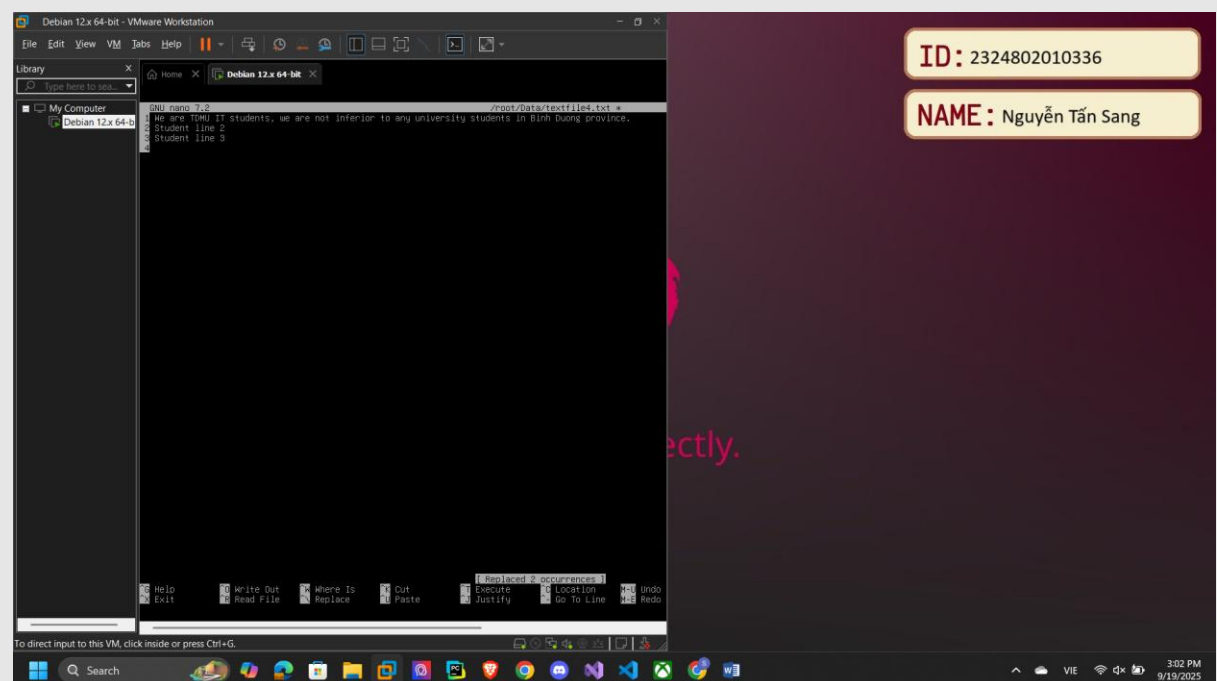 Debian 12.x 64-bit - VMware Workstation
File Edit View VM Tabs Help
Library X
Type here to sea...
Home X Debian 12.x 64-bit X
My Computer
Debian 12.x 64-b
GNU nano 7.2 /root/Data/textfile4.txt *
1 We are TDMU IT students, we are not inferior to any university students in Binh Duong province.
2 Student line 2
3 Student line 3
4
[ Replaced 2 occurrences ]
^G Help ^O Write Out ^W Where Is ^K Cut ^T Execute ^C Location M-U Undo
^X Exit ^R Read File ^\ Replace ^U Paste ^J Justify ^_ Go To Line M-E Redo
To direct input to this VM, click inside or press Ctrl+G.
ID: 2324802010336
NAME: Nguyễn Tấn Sang
ectly.
Search
VIE
3:02 PM
9/19/2025